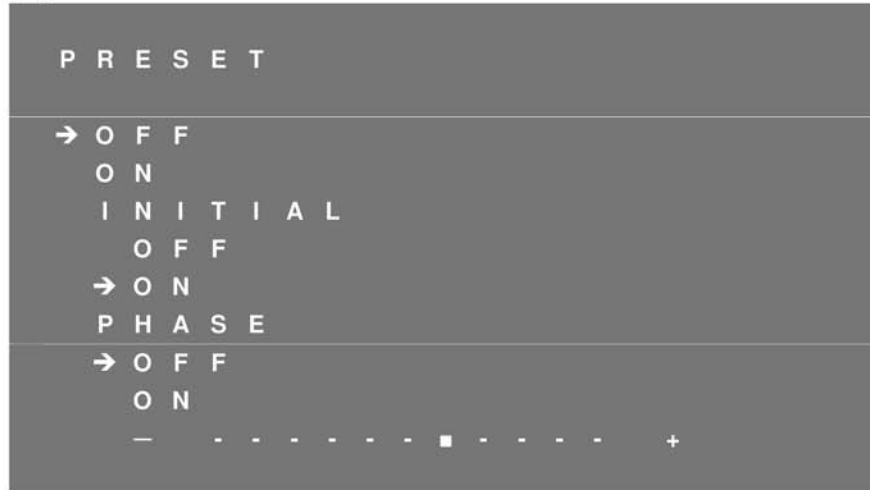 PRESET
→ OFF
ON
INITIAL
OFF
→ ON
PHASE
→ OFF
ON
— - - - - - - ■ - - - - +